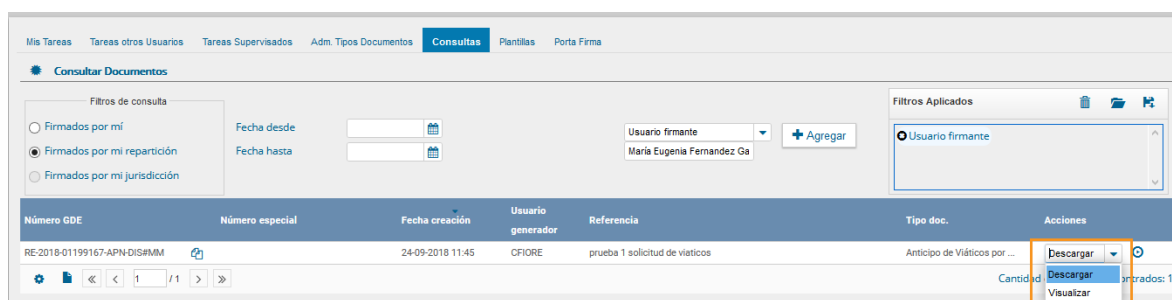 Mis Tareas Tareas otros Usuarios Tareas Supervisados Adm. Tipos Documentos Consultas Plantillas Porta Firma
Consultar Documentos
Filtros de consulta
Firmados por mí
Firmados por mi repartición
Firmados por mi jurisdicción
Fecha desde
Fecha hasta
Usuario firmante
María Eugenia Fernandez Ga
Agregar
Filtros Aplicados
Usuario firmante
Número GDE Número especial Fecha creación Usuario generador Referencia Tipo doc. Acciones
RE-2018-01199167-APN-DIS#MM 24-09-2018 11:45 CFIORE prueba 1 solicitud de viaticos Anticipo de Viáticos por ... Descargar
Descargar
Visualizar
1 / 1
Cantidad